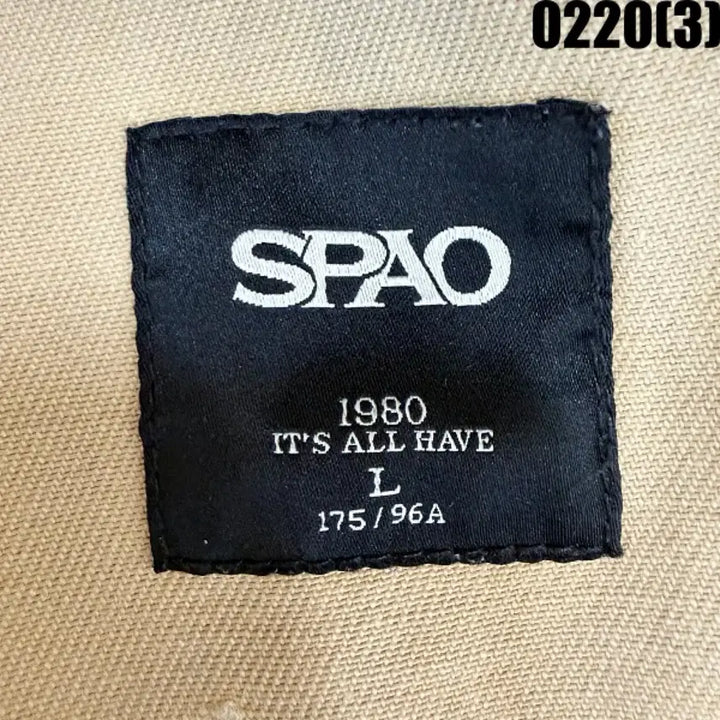 0220(3)
SPAO
1980
IT'S ALL HAVE
L
175/96A